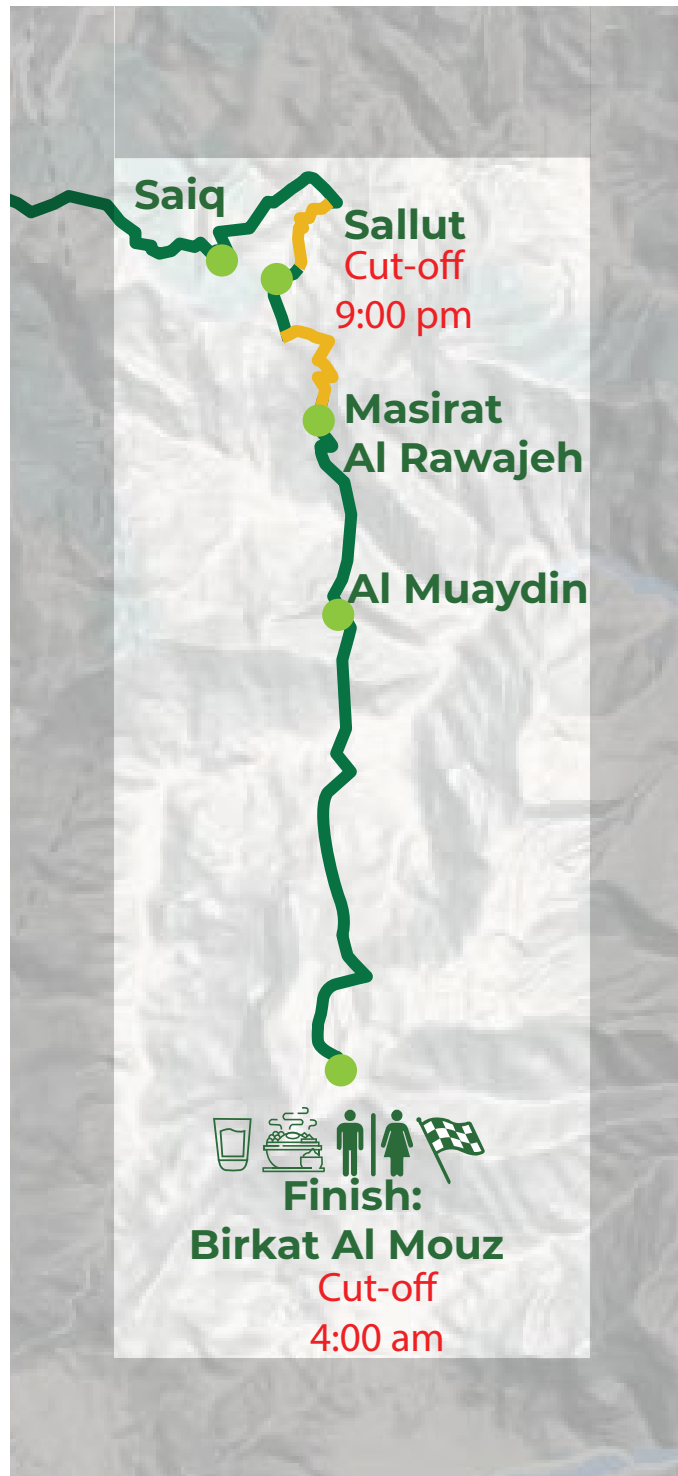 Saiq
Sallut
Cut-off
9:00 pm
Masirat
Al Rawajeh
Al Muaydin
Finish:
Birkat Al Mouz
Cut-off
4:00 am